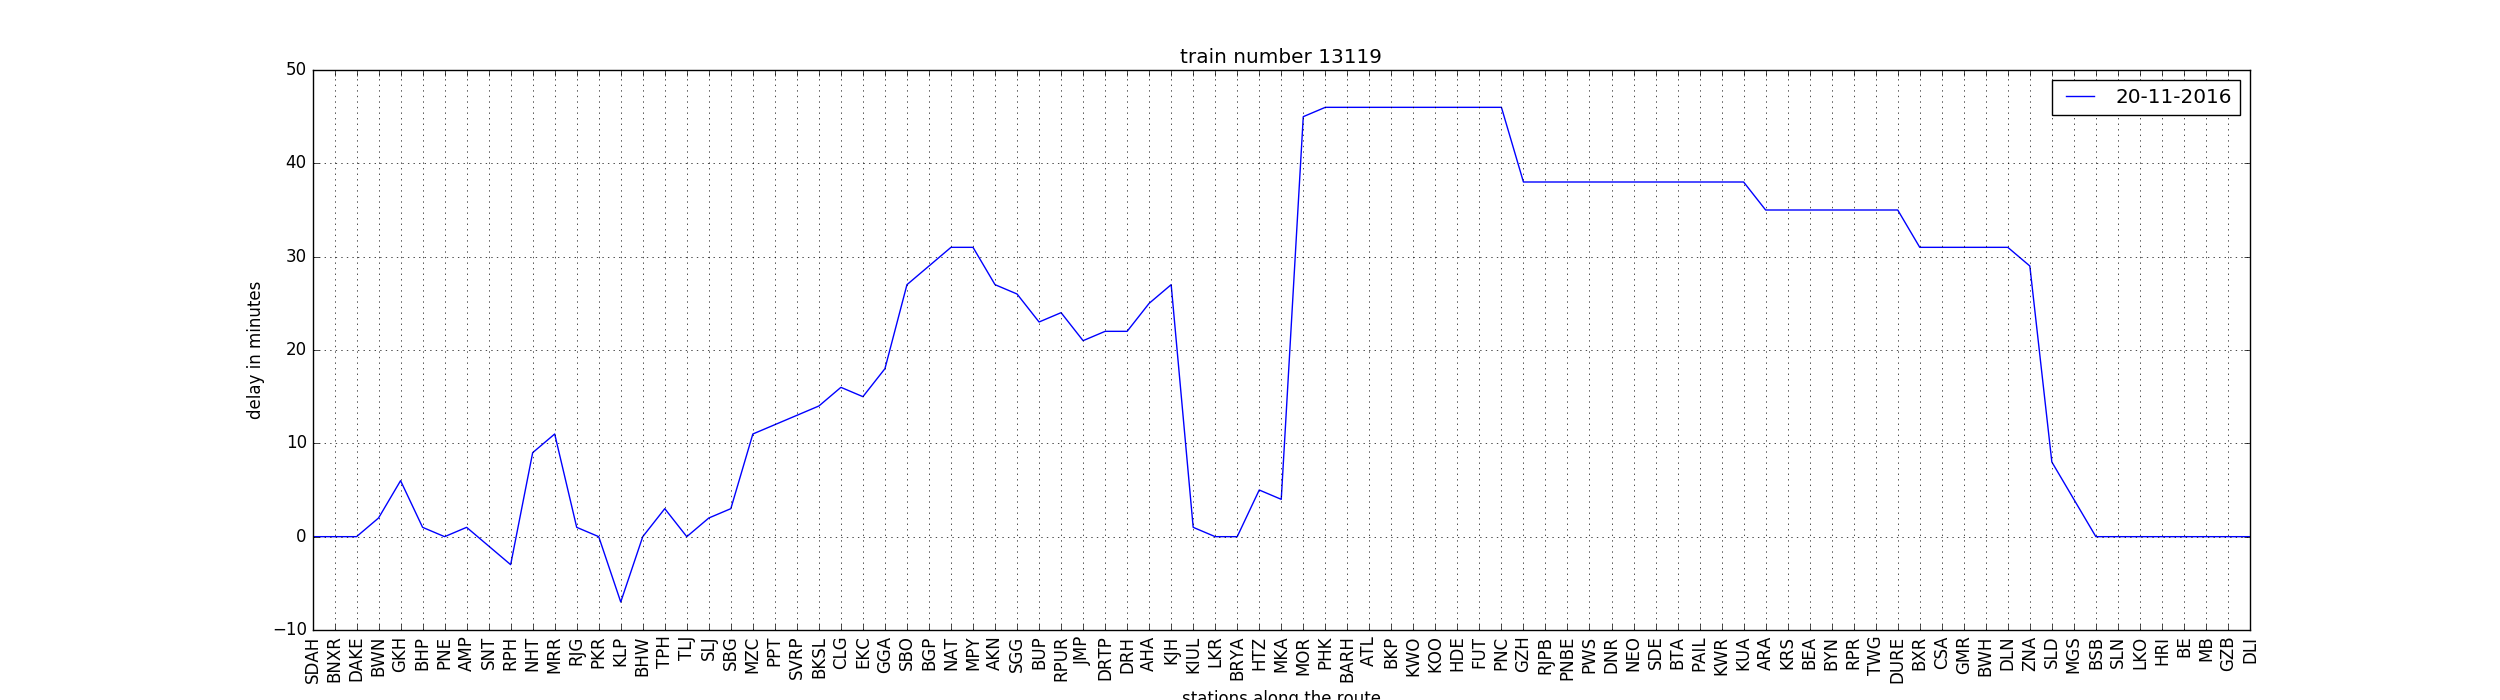 train number 13119
20-11-2016
50
40
30
20
10
0
−10
delay in minutes
SDAH
BNXR
DAKE
BWN
GKH
BHP
PNE
AMP
SNT
RPH
NHT
MRR
RJG
PKR
KLP
BHW
TPH
TLJ
SLJ
SBG
MZC
PPT
SVRP
BKSL
CLG
EKC
GGA
SBO
BGP
NAT
MPY
AKN
SGG
BUP
RPUR
JMP
DRTP
DRH
AHA
KJH
KIUL
LKR
BRYA
HTZ
MKA
MOR
PHK
BARH
ATL
BKP
KWO
KOO
HDE
FUT
PNC
GZH
RJPB
PNBE
PWS
DNR
NEO
SDE
BTA
PAIL
KWR
KUA
ARA
KRS
BEA
BYN
RPR
TWG
DURE
BXR
CSA
GMR
BWH
DLN
ZNA
SLD
MGS
BSB
SLN
LKO
HRI
BE
MB
GZB
DLI
stations along the route